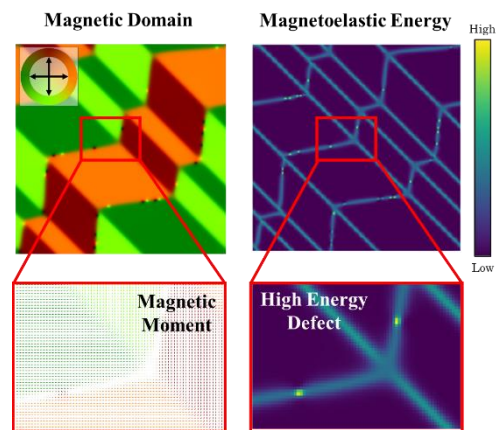 Magnetic Domain
Magnetoelastic Energy
High
Low
Magnetic
Moment
High Energy
Defect